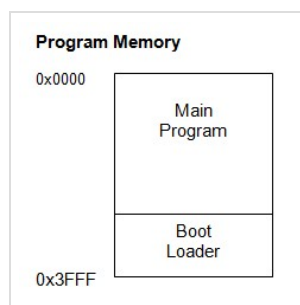 Program Memory
0x0000
Main
Program
Boot
Loader
0x3FFF